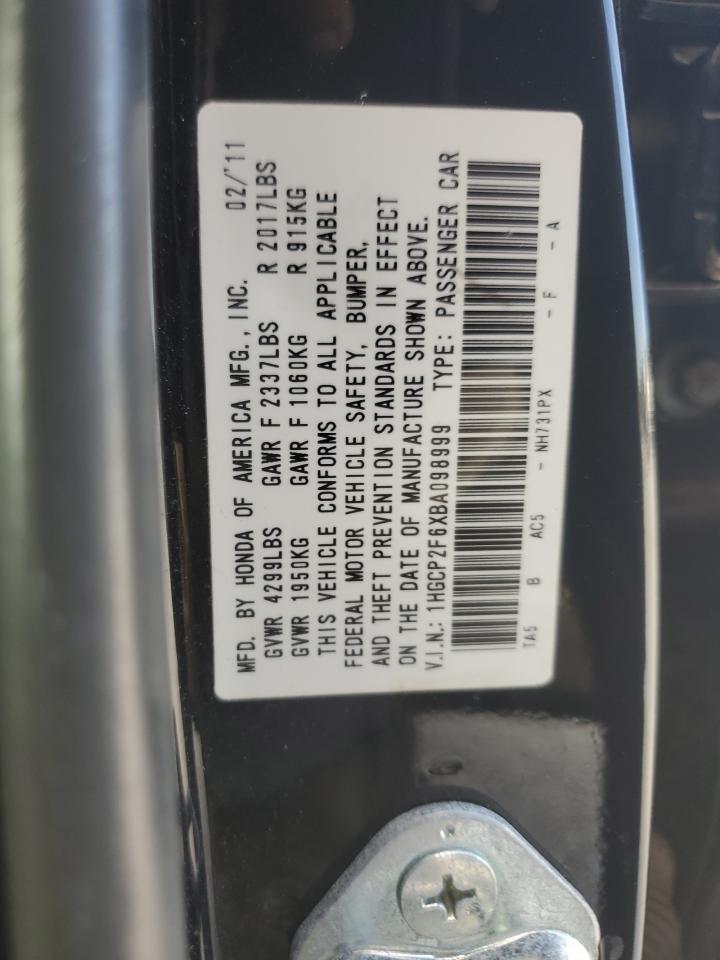 MFD. BY HONDA OF AMERICA MFG., INC. 02/'11
GVWR 4299LBS GAWR F 2337LBS R 2017LBS
GVWR 1950KG GAWR F 1060KG R 915KG
THIS VEHICLE CONFORMS TO ALL APPLICABLE
FEDERAL MOTOR VEHICLE SAFETY, BUMPER,
AND THEFT PREVENTION STANDARDS IN EFFECT
ON THE DATE OF MANUFACTURE SHOWN ABOVE.
V.I.N.: 1HGCP2F6XBA098999 TYPE: PASSENGER CAR
TA5 B AC5 - NH731PX - F - A